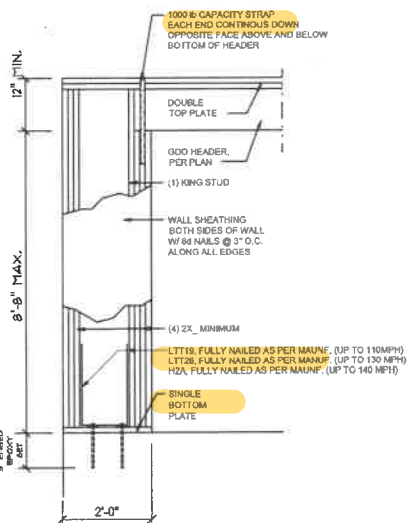 1000 lb CAPACITY STRAP
EACH END CONTINOUS DOWN
OPPOSITE FACE ABOVE AND BELOW
BOTTOM OF HEADER
12" MIN.
DOUBLE
TOP PLATE
GDO HEADER,
PER PLAN
(1) KING STUD
WALL SHEATHING
BOTH SIDES OF WALL
W/ 8d NAILS @ 3" O.C.
ALONG ALL EDGES
8'-8" MAX.
(4) 2X_ MINIMUM
LTT19, FULLY NAILED AS PER MAUNF. (UP TO 110MPH)
LTT26, FULLY NAILED AS PER MANUF. (UP TO 130 MPH)
H2A, FULLY NAILED AS PER MANUF. (UP TO 140 MPH)
SINGLE
BOTTOM
PLATE
EPOXY
SET
2'-0"